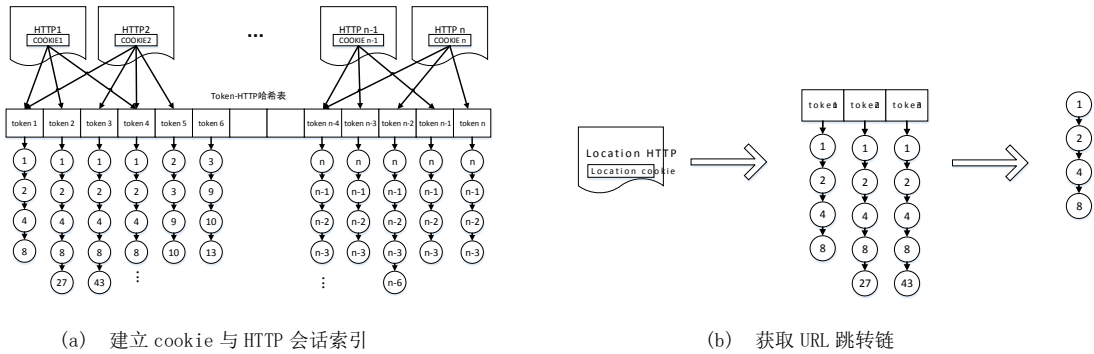 HTTP1
COOKIE1
HTTP2
COOKIE2
...
HTTP n-1
COOKIE n-1
HTTP n
COOKIE n
Token-HTTP哈希表
token 1 token 2 token 3 token 4 token 5 token 6 token n-4 token n-3 token n-2 token n-1 token n
1 1 1 1 2 3 n n n n n
2 2 2 2 3 9 n-1 n-1 n-1 n-1 n-1
4 4 4 4 9 10 n-2 n-2 n-2 n-2 n-2
8 8 8 8 10 13 n-3 n-3 n-3 n-3 n-3
27 43 ⋮ ⋮ n-6
(a) 建立 cookie 与 HTTP 会话索引
Location HTTP
Location cookie
token1 token2 token3
1 1 1
2 2 2
4 4 4
8 8 8
27 43
1
2
4
8
(b) 获取 URL 跳转链